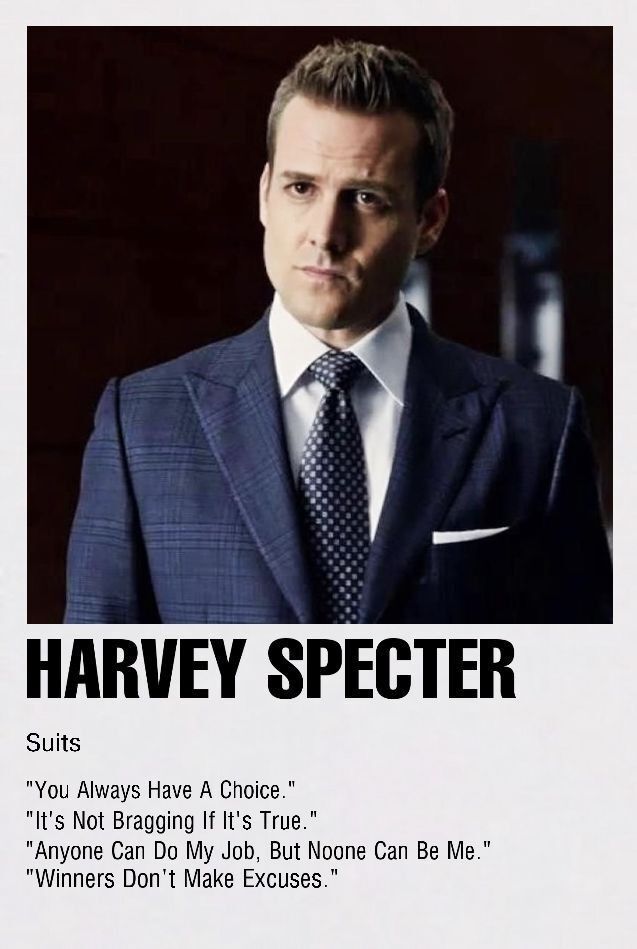 HARVEY SPECTER
Suits
"You Always Have A Choice."
"It's Not Bragging If It's True."
"Anyone Can Do My Job, But Noone Can Be Me."
"Winners Don't Make Excuses."